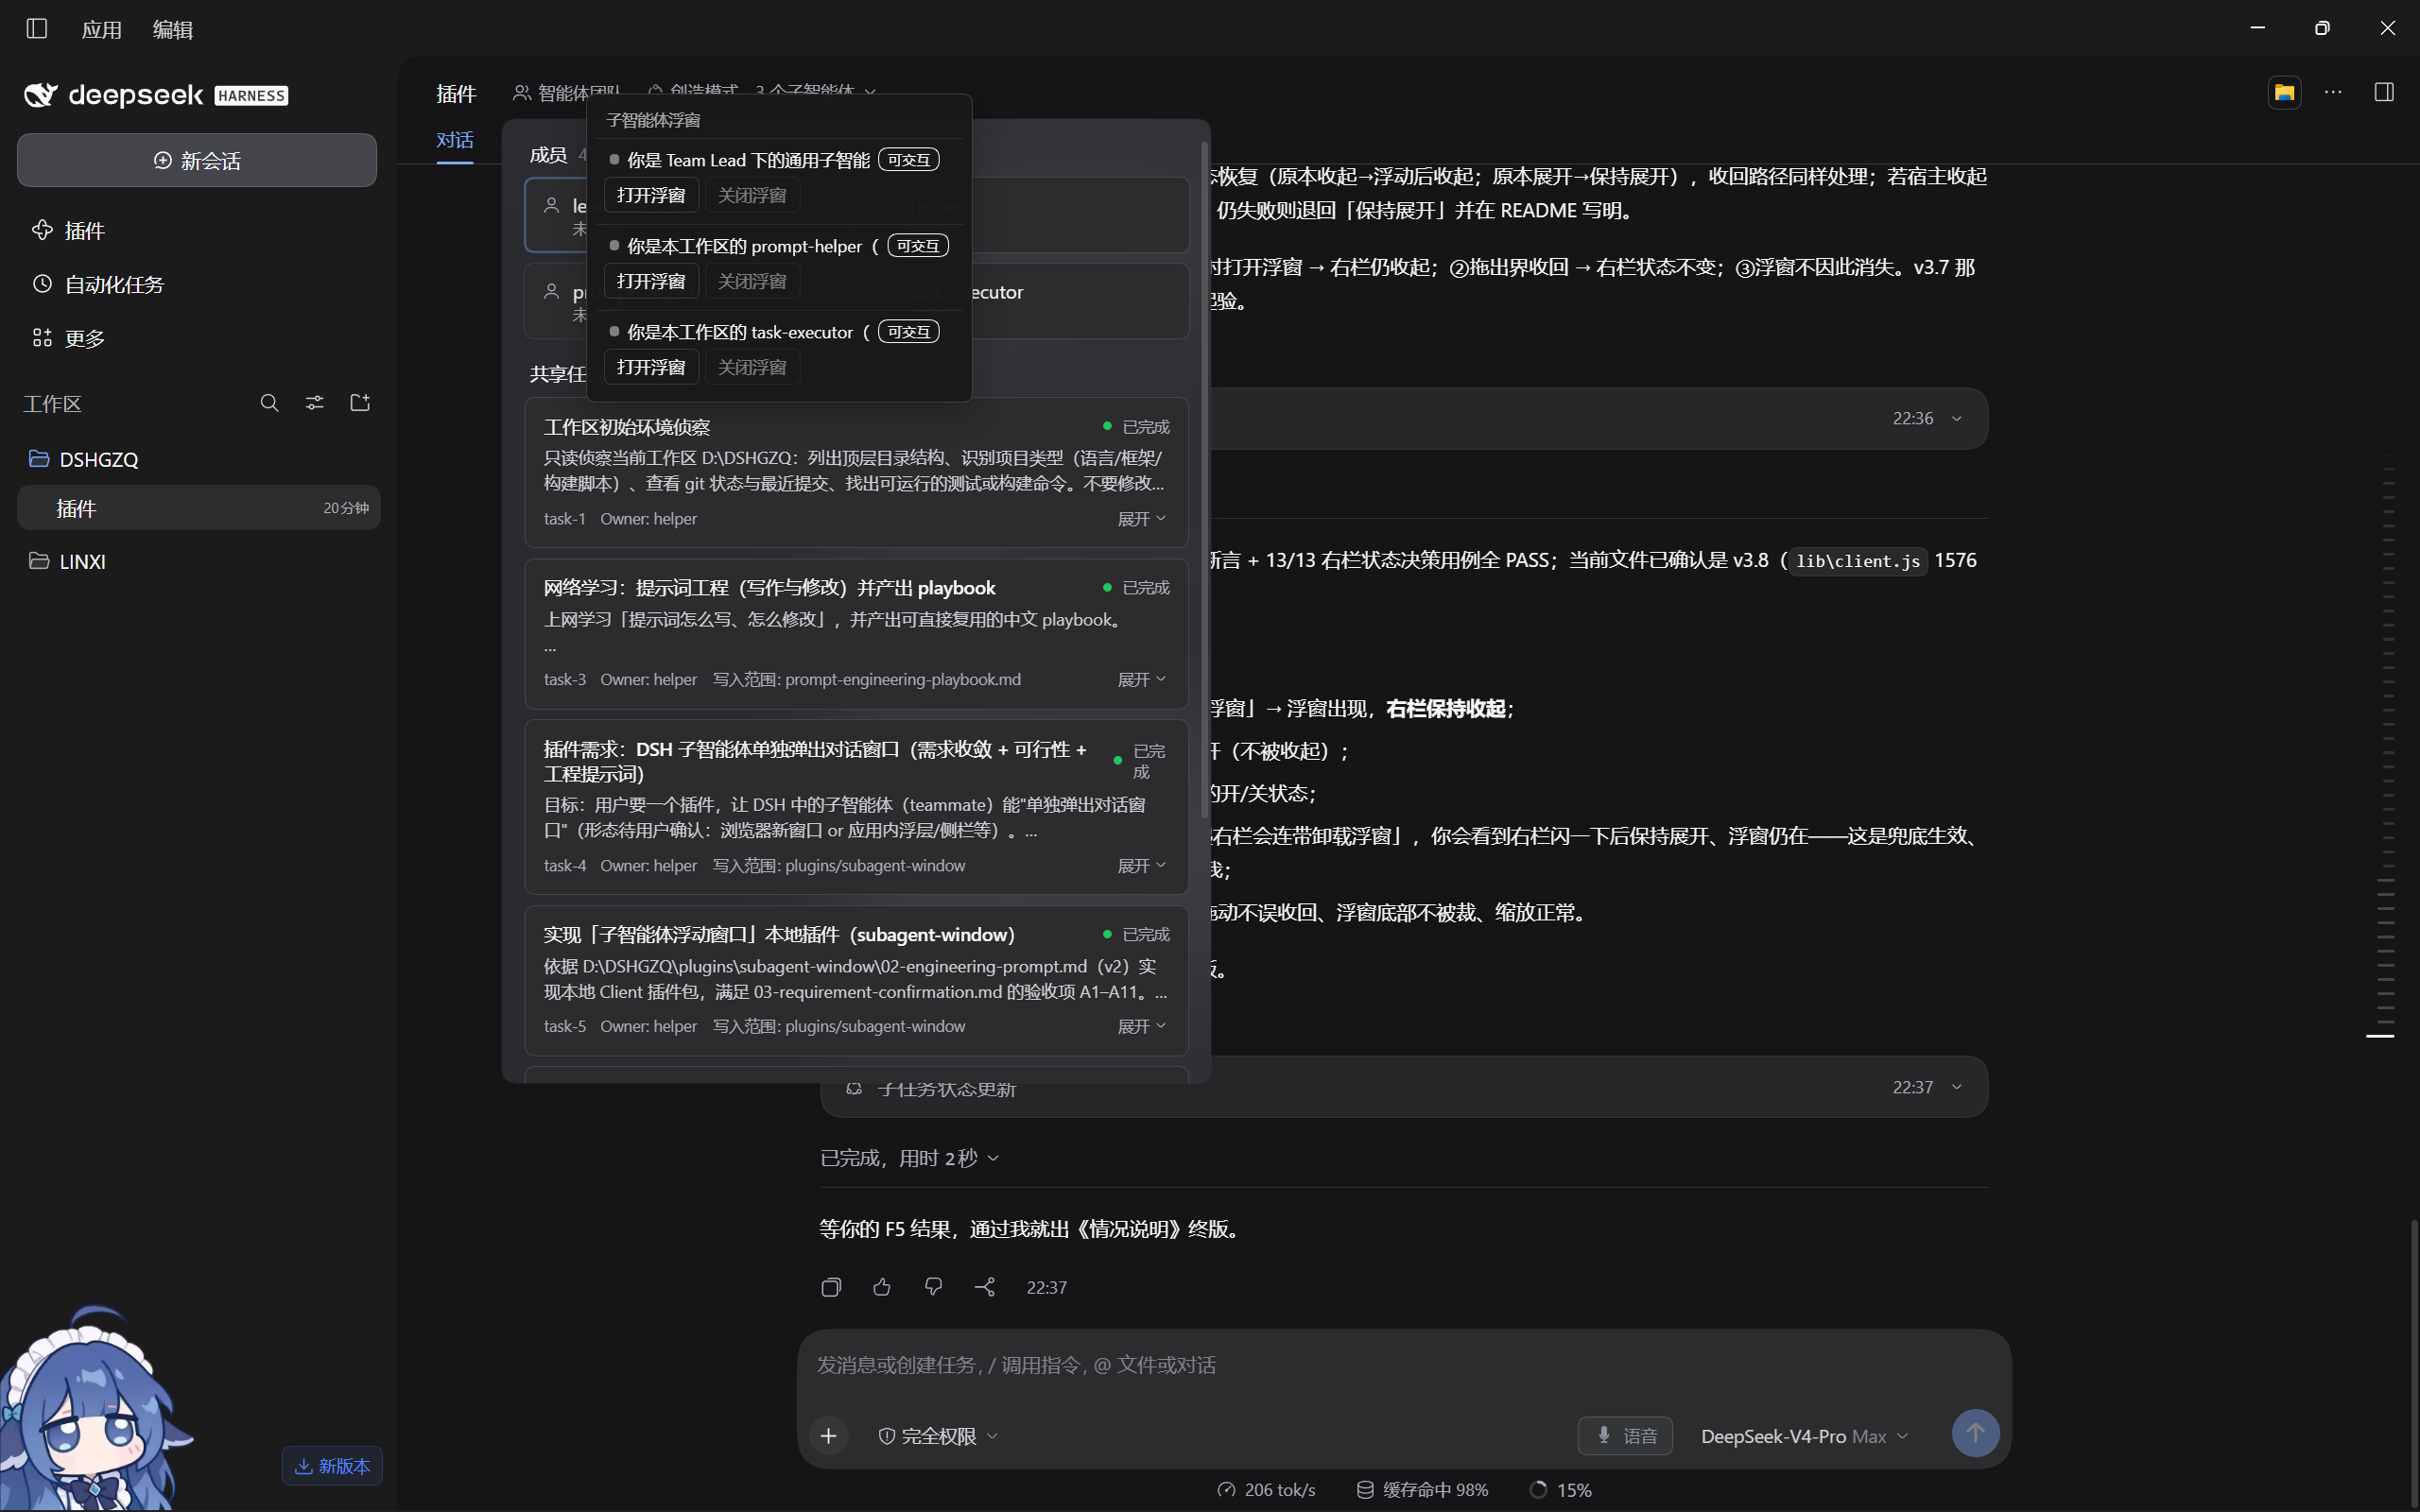 应用 编辑
deepseek HARNESS
新会话
插件
自动化任务
更多
工作区
DSHGZQ
插件 20分钟
LINXI
新版本
插件 智能体团队 创造模式 3 个子智能体
对话
子智能体浮窗
你是 Team Lead 下的通用子智能 可交互
打开浮窗 关闭浮窗
你是本工作区的 prompt-helper ( 可交互
打开浮窗 关闭浮窗
你是本工作区的 task-executor ( 可交互
打开浮窗 关闭浮窗
成员 4
ecutor
工作区初始环境侦察 已完成
只读侦察当前工作区 D:\DSHGZQ：列出顶层目录结构、识别项目类型（语言/框架/
构建脚本）、查看 git 状态与最近提交、找出可运行的测试或构建命令。不要修改...
task-1 Owner: helper 展开
网络学习：提示词工程（写作与修改）并产出 playbook 已完成
上网学习「提示词怎么写、怎么修改」，并产出可直接复用的中文 playbook。
...
task-3 Owner: helper 写入范围: prompt-engineering-playbook.md 展开
插件需求：DSH 子智能体单独弹出对话窗口（需求收敛 + 可行性 +
工程提示词) 已完成
目标：用户要一个插件，让 DSH 中的子智能体（teammate）能"单独弹出对话窗
口"（形态待用户确认：浏览器新窗口 or 应用内浮层/侧栏等）。...
task-4 Owner: helper 写入范围: plugins/subagent-window 展开
实现「子智能体浮动窗口」本地插件（subagent-window） 已完成
依据 D:\DSHGZQ\plugins\subagent-window\02-engineering-prompt.md（v2）实
现本地 Client 插件包，满足 03-requirement-confirmation.md 的验收项 A1–A11。...
task-5 Owner: helper 写入范围: plugins/subagent-window 展开
恢复（原本收起→浮动后收起；原本展开→保持展开），收回路径同样处理；若宿主收起
仍失败则退回「保持展开」并在 README 写明。
打开浮窗 → 右栏仍收起；②拖出界收回 → 右栏状态不变；③浮窗不因此消失。v3.7 那
验。
22:36
言 + 13/13 右栏状态决策用例全 PASS；当前文件已确认是 v3.8（ lib\client.js 1576
浮窗」→ 浮窗出现，右栏保持收起；
（不被收起）；
开/关状态；
右栏会连带卸载浮窗」，你会看到右栏闪一下后保持展开、浮窗仍在——这是兜底生效、
我；
动不误收回、浮窗底部不被裁、缩放正常。
子任务状态更新 22:37
已完成，用时 2秒
等你的 F5 结果，通过我就出《情况说明》终版。
22:37
发消息或创建任务, / 调用指令, @ 文件或对话
完全权限 语音 DeepSeek-V4-Pro Max
206 tok/s 缓存命中 98% 15%